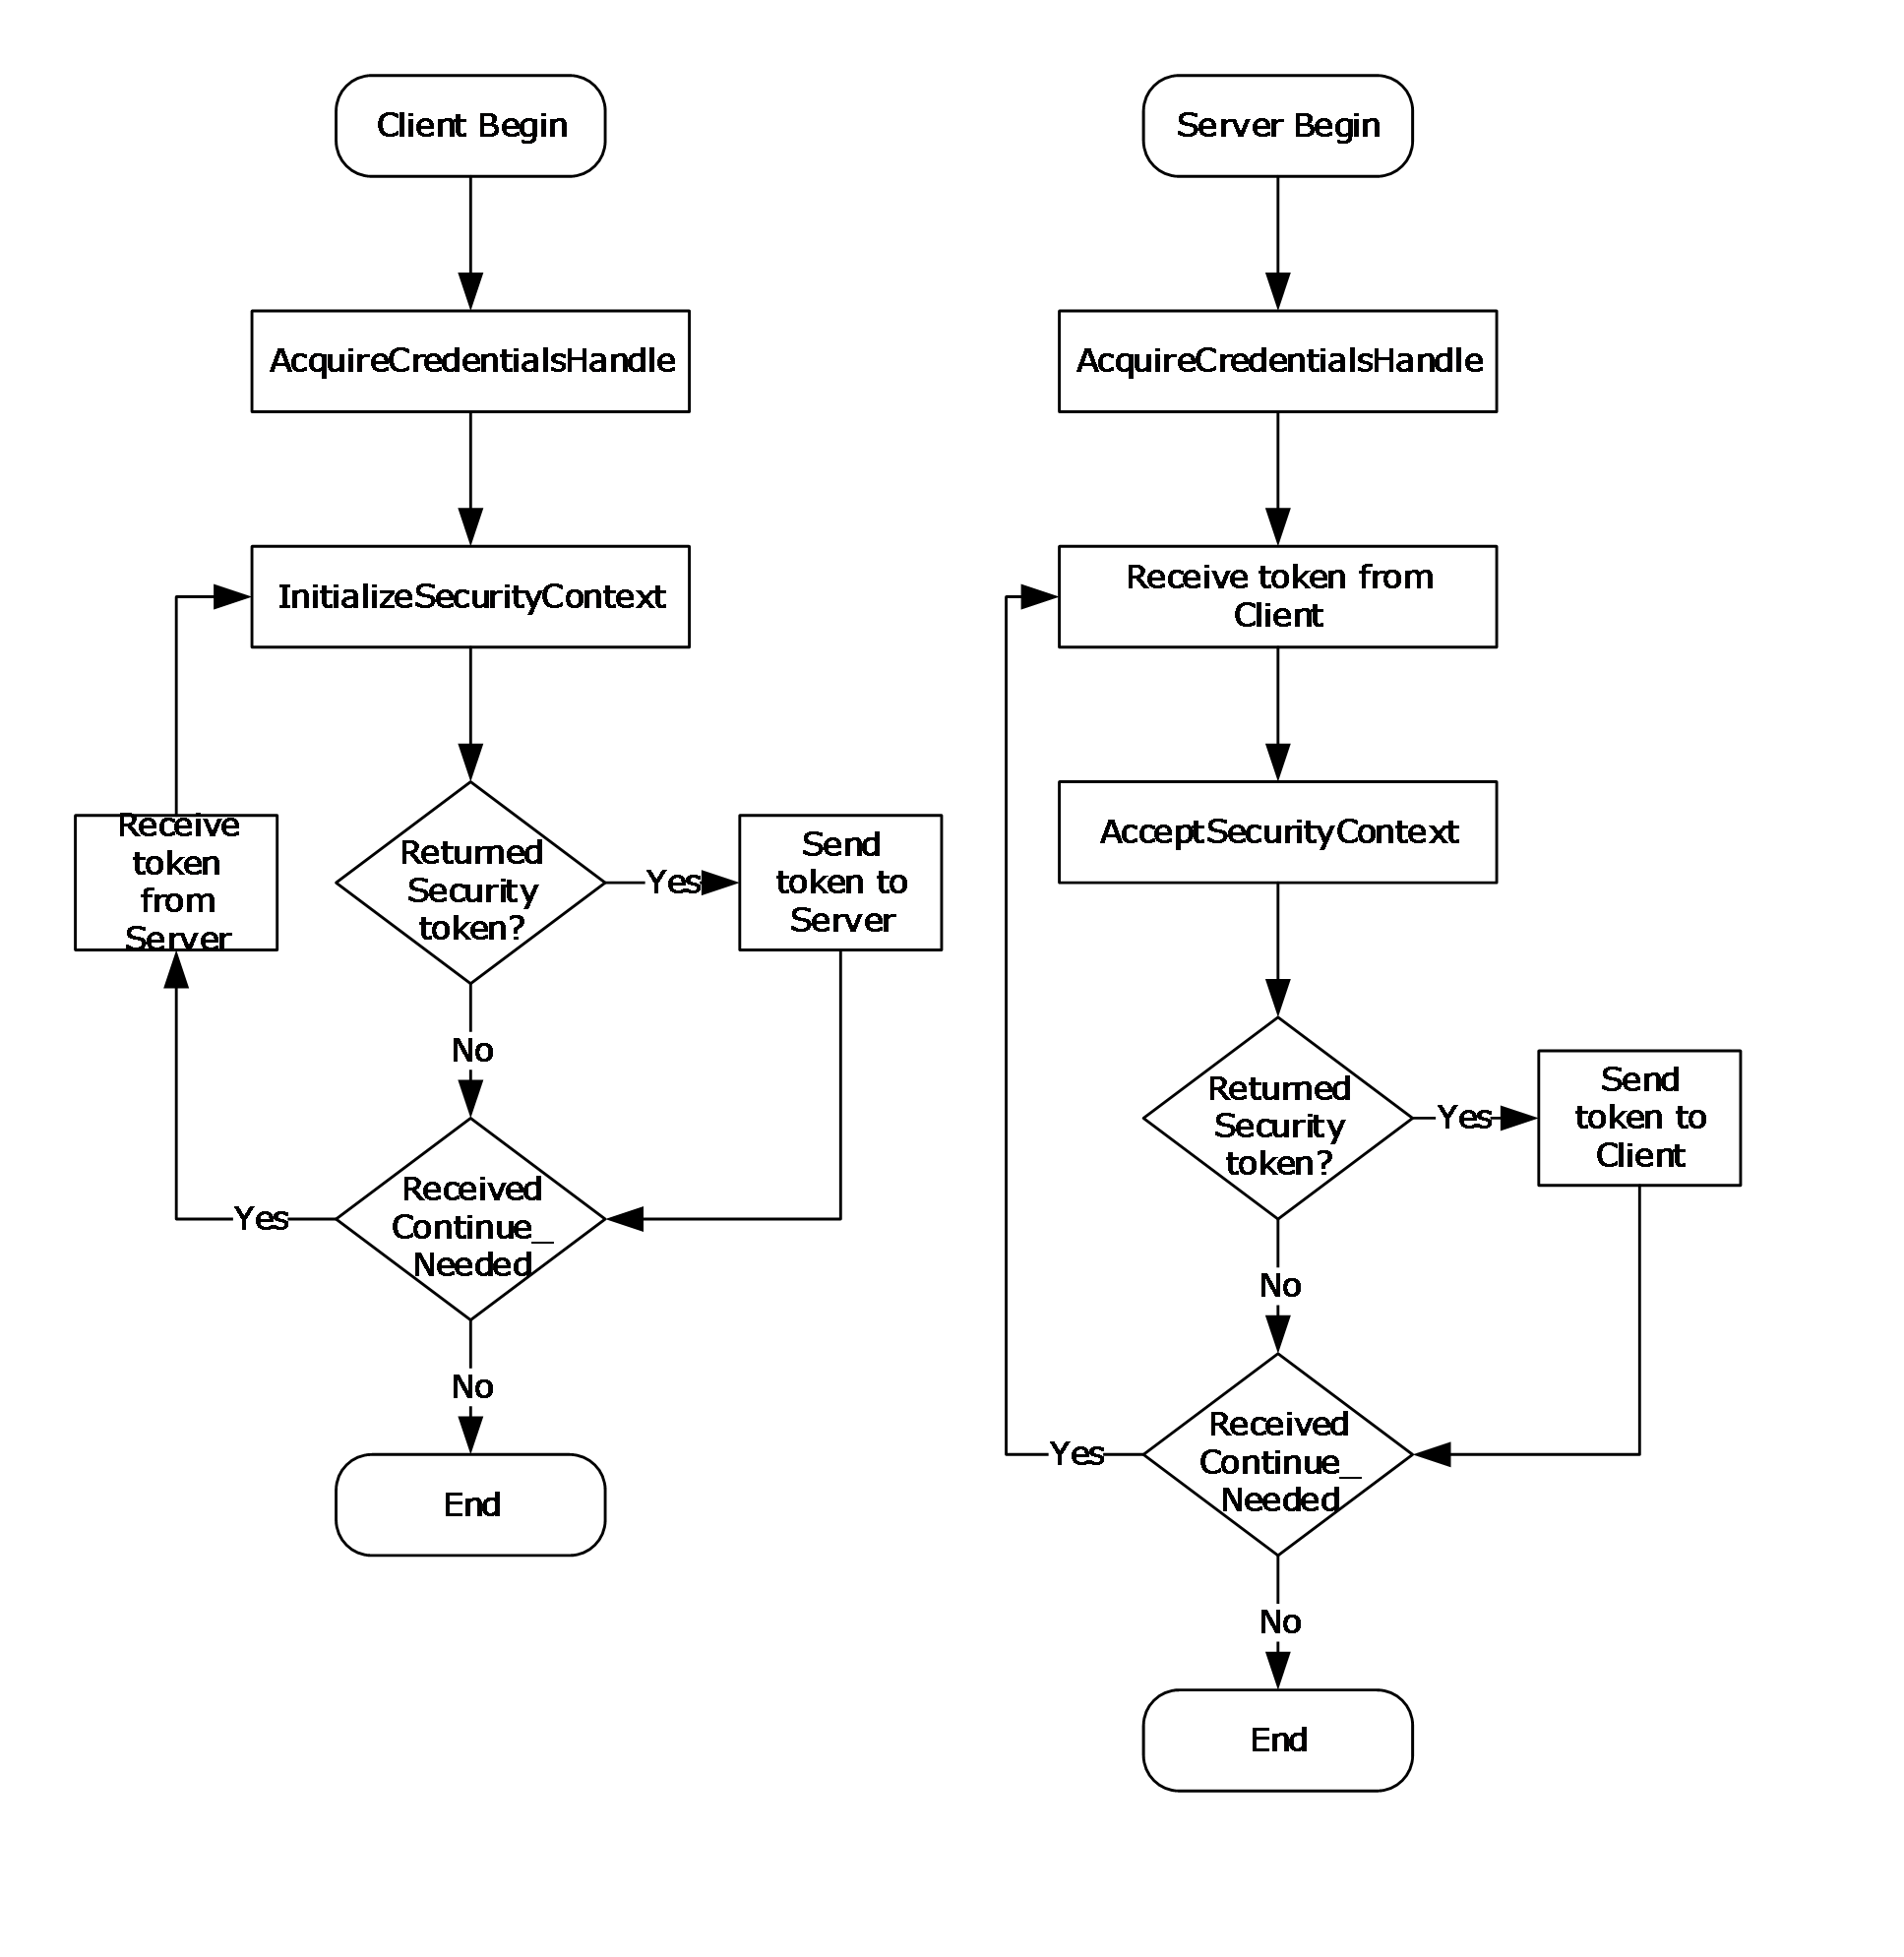 Client Begin
AcquireCredentialsHandle
InitializeSecurityContext
Receive
token
from
Server
Returned
Security
token?
Yes
Send
token to
Server
No
Received
Continue_
Needed
Yes
No
End
Server Begin
AcquireCredentialsHandle
Receive token from
Client
AcceptSecurityContext
Returned
Security
token?
Yes
Send
token to
Client
No
Received
Continue_
Needed
Yes
No
End